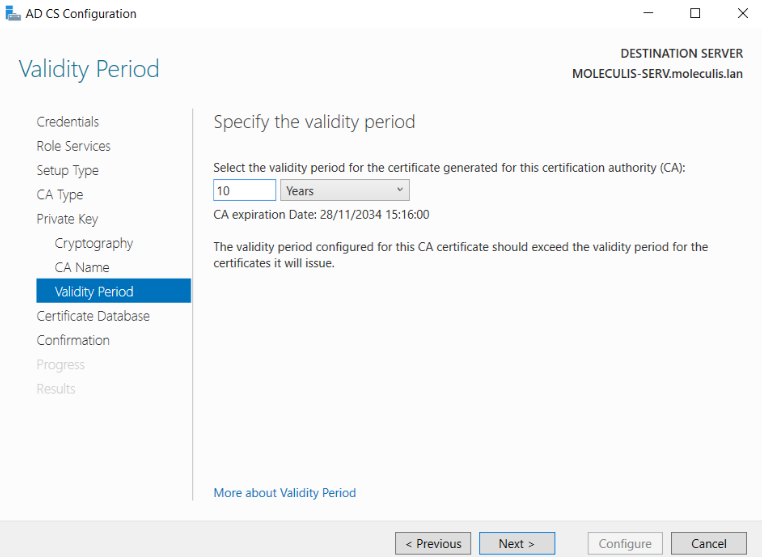 AD CS Configuration
Validity Period
DESTINATION SERVER
MOLECULIS-SERV.moleculis.lan
Credentials
Role Services
Setup Type
CA Type
Private Key
Cryptography
CA Name
Validity Period
Certificate Database
Confirmation
Progress
Results
Specify the validity period
Select the validity period for the certificate generated for this certification authority (CA):
10 Years
CA expiration Date: 28/11/2034 15:16:00
The validity period configured for this CA certificate should exceed the validity period for the
certificates it will issue.
More about Validity Period
< Previous Next > Configure Cancel